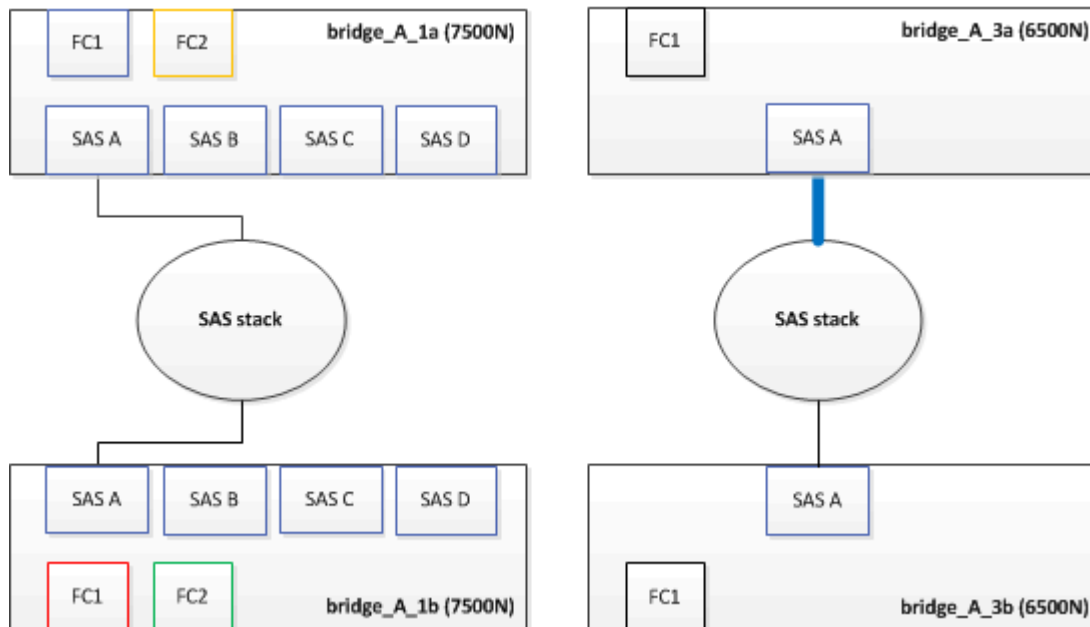 bridge_A_1a (7500N)
FC1
FC2
SAS A
SAS B
SAS C
SAS D
SAS stack
SAS A
SAS B
SAS C
SAS D
FC1
FC2
bridge_A_1b (7500N)
bridge_A_3a (6500N)
FC1
SAS A
SAS stack
SAS A
FC1
bridge_A_3b (6500N)